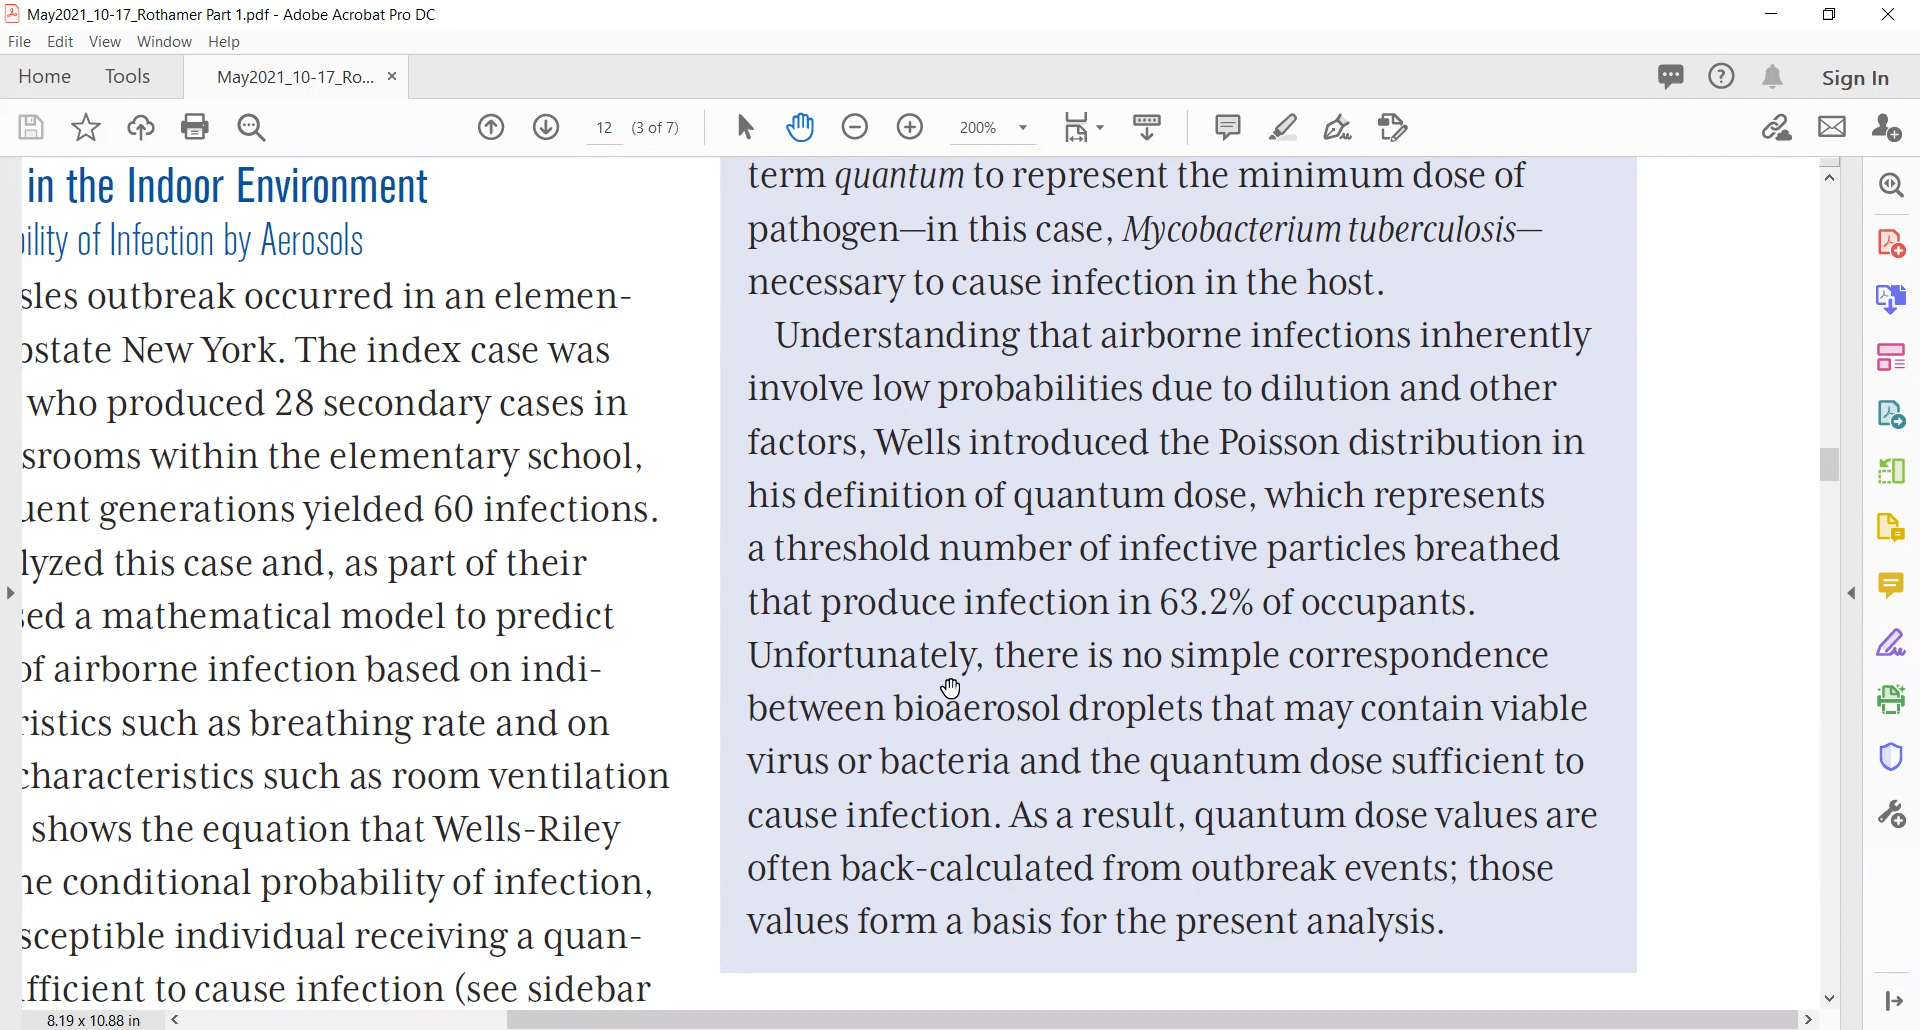 May2021_10-17_Rothamer Part 1.pdf - Adobe Acrobat Pro DC
File Edit View Window Help
Home Tools May2021_10-17_Ro... × Sign In
12 (3 of 7) 200%
in the Indoor Environment
ility of Infection by Aerosols
sles outbreak occurred in an elemen-
state New York. The index case was
who produced 28 secondary cases in
srooms within the elementary school,
uent generations yielded 60 infections.
lyzed this case and, as part of their
sed a mathematical model to predict
of airborne infection based on indi-
ristics such as breathing rate and on
characteristics such as room ventilation
shows the equation that Wells-Riley
he conditional probability of infection,
sceptible individual receiving a quan-
fficient to cause infection (see sidebar
term quantum to represent the minimum dose of
pathogen—in this case, Mycobacterium tuberculosis—
necessary to cause infection in the host.
Understanding that airborne infections inherently
involve low probabilities due to dilution and other
factors, Wells introduced the Poisson distribution in
his definition of quantum dose, which represents
a threshold number of infective particles breathed
that produce infection in 63.2% of occupants.
Unfortunately, there is no simple correspondence
between bioaerosol droplets that may contain viable
virus or bacteria and the quantum dose sufficient to
cause infection. As a result, quantum dose values are
often back-calculated from outbreak events; those
values form a basis for the present analysis.
8.19 x 10.88 in